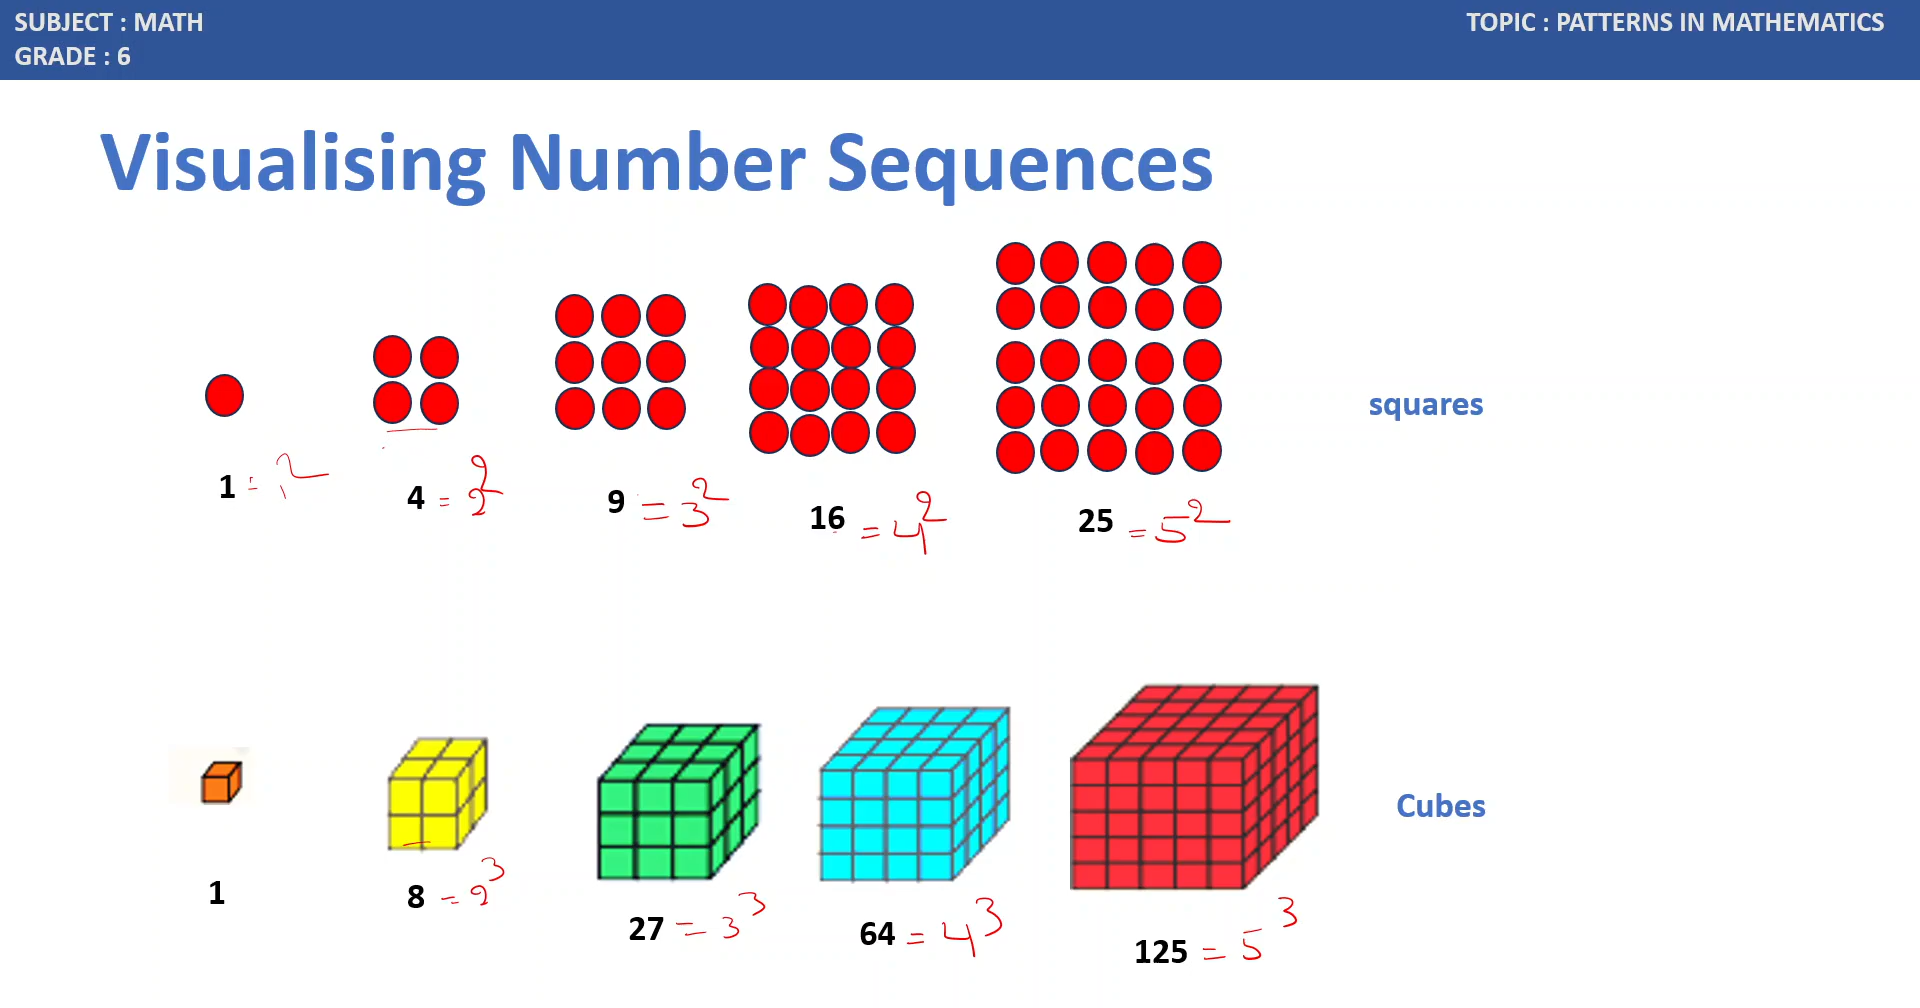 SUBJECT : MATH
GRADE : 6
TOPIC : PATTERNS IN MATHEMATICS
Visualising Number Sequences
squares
1 = 1²
4 = 2²
9 = 3²
16 = 4²
25 = 5²
Cubes
1
8 = 2³
27 = 3³
64 = 4³
125 = 5³